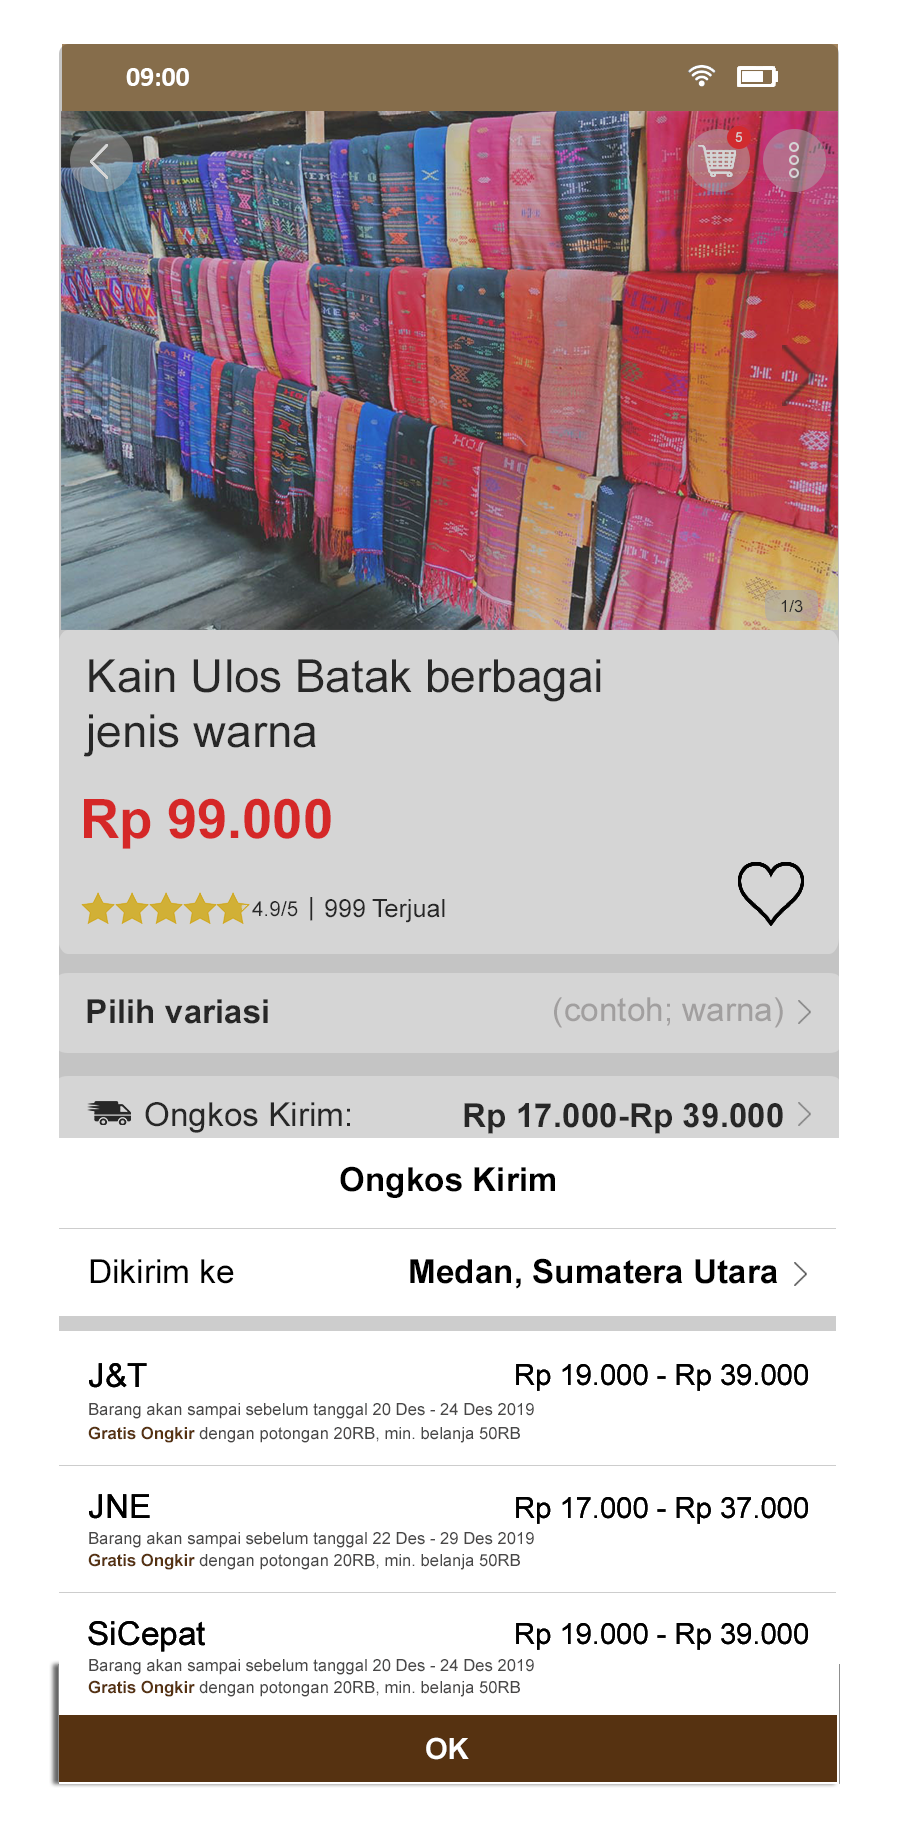 09:00
5
1/3
Kain Ulos Batak berbagai
jenis warna
Rp 99.000
4.9/5 | 999 Terjual
Pilih variasi (contoh; warna)
Ongkos Kirim: Rp 17.000-Rp 39.000
Ongkos Kirim
Dikirim ke Medan, Sumatera Utara
J&T Rp 19.000 - Rp 39.000
Barang akan sampai sebelum tanggal 20 Des - 24 Des 2019
Gratis Ongkir dengan potongan 20RB, min. belanja 50RB
JNE Rp 17.000 - Rp 37.000
Barang akan sampai sebelum tanggal 22 Des - 29 Des 2019
Gratis Ongkir dengan potongan 20RB, min. belanja 50RB
SiCepat Rp 19.000 - Rp 39.000
Barang akan sampai sebelum tanggal 20 Des - 24 Des 2019
Gratis Ongkir dengan potongan 20RB, min. belanja 50RB
OK